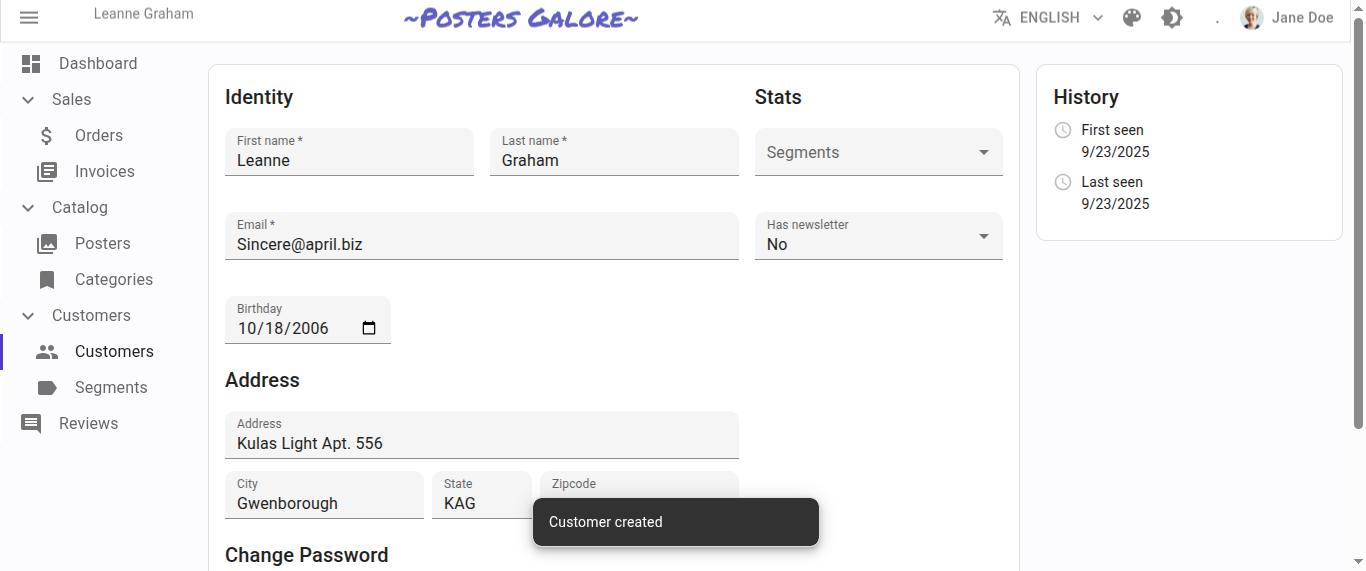 Leanne Graham
~Posters Galore~
ENGLISH
.
Jane Doe
Dashboard
Sales
Orders
Invoices
Catalog
Posters
Categories
Customers
Customers
Segments
Reviews
Identity
First name *
Leanne
Last name *
Graham
Email *
Sincere@april.biz
Birthday
10/18/2006
Stats
Segments
Has newsletter
No
Address
Address
Kulas Light Apt. 556
City
Gwenborough
State
KAG
Zipcode
Change Password
History
First seen
9/23/2025
Last seen
9/23/2025
Customer created